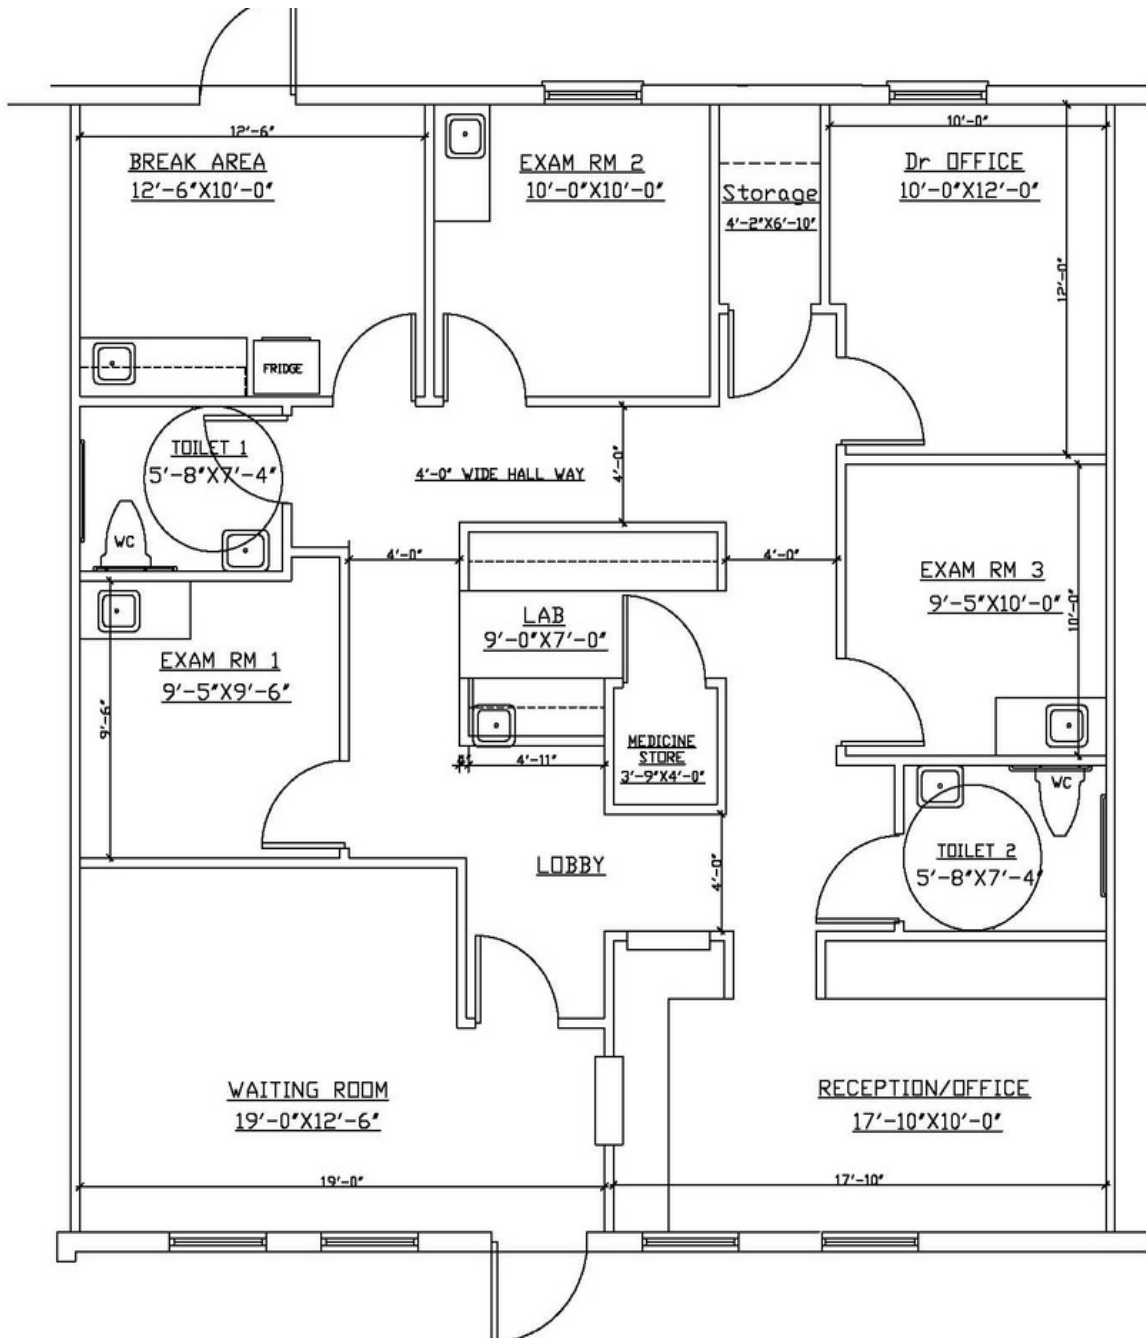 12'-6"
BREAK AREA
12'-6"X10'-0"
EXAM RM 2
10'-0"X10'-0"
Storage
4'-2"X6'-10"
10'-0"
Dr OFFICE
10'-0"X12'-0"
12'-0"
FRIDGE
TOILET 1
5'-8"X7'-4"
WC
4'-0" WIDE HALL WAY
4'-0"
4'-0"
4'-0"
EXAM RM 3
9'-5"X10'-0"
10'-0"
LAB
9'-0"X7'-0"
EXAM RM 1
9'-5"X9'-6"
9'-6"
MEDICINE
STORE
3'-9"X4'-0"
4'-11"
WC
TOILET 2
5'-8"X7'-4"
LOBBY
4'-0"
WAITING ROOM
19'-0"X12'-6"
RECEPTION/OFFICE
17'-10"X10'-0"
19'-0"
17'-10"